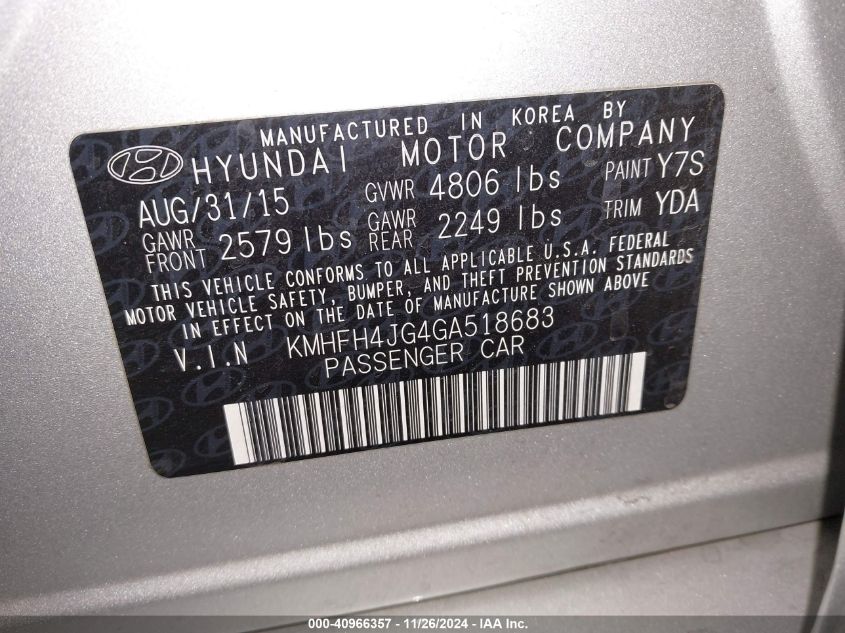 MANUFACTURED IN KOREA BY
HYUNDAI MOTOR COMPANY
AUG/31/15 GVWR 4806 lbs PAINT Y7S
GAWR FRONT 2579 lbs GAWR REAR 2249 lbs TRIM YDA
THIS VEHICLE CONFORMS TO ALL APPLICABLE U.S.A. FEDERAL
MOTOR VEHICLE SAFETY, BUMPER, AND THEFT PREVENTION STANDARDS
IN EFFECT ON THE DATE OF MANUFACTURE SHOWN ABOVE
V.I.N KMHFH4JG4GA518683
PASSENGER CAR
000-40966357 - 11/26/2024 - IAA Inc.